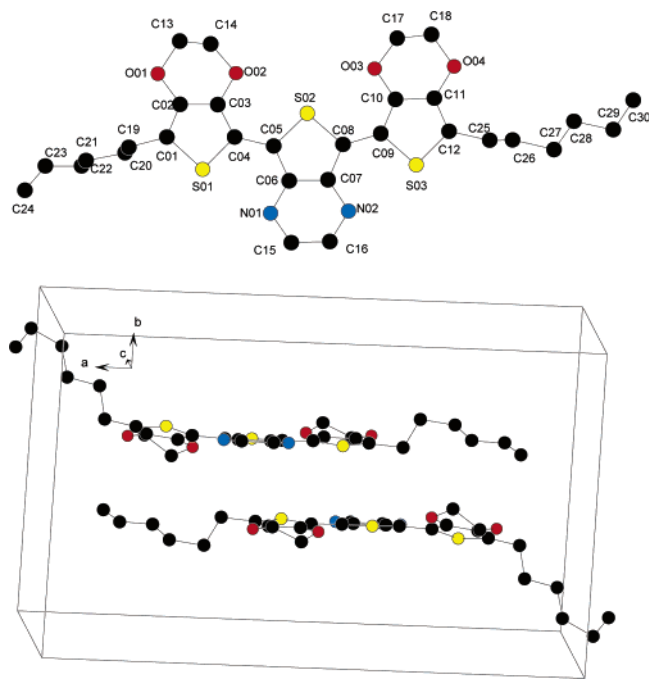 C13 C14 C17 C18
O01 O02 S02 O03 O04
C02 C03 C10 C11
C21 C19 C05 C08 C29
C23 C20 C01 C04 C09 C12 C25 C27 C28 C30
C22 S01 C06 C07 S03 C26
C24
N01 N02
C15 C16
b
c
a